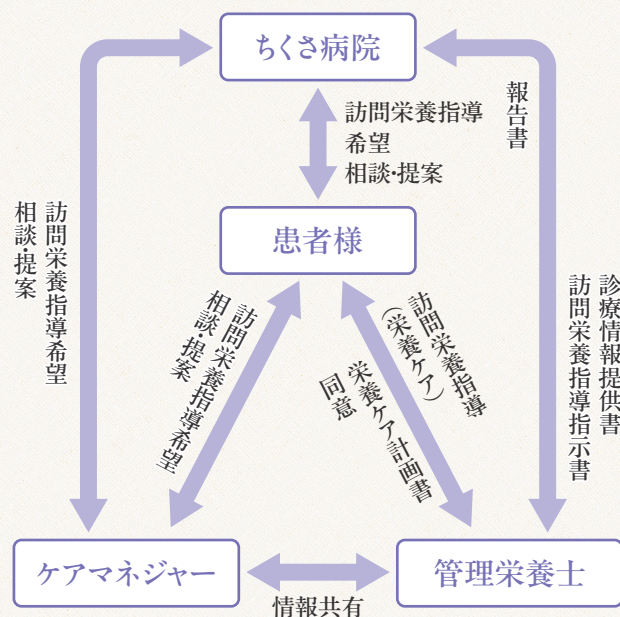 ちくさ病院
訪問栄養指導
希望
相談・提案
報告書
患者様
訪問栄養指導希望
相談・提案
訪問栄養指導希望
相談・提案
訪問栄養指導
(栄養ケア)
栄養ケア計画書
同意
診療情報提供書
訪問栄養指導指示書
ケアマネジャー
管理栄養士
情報共有